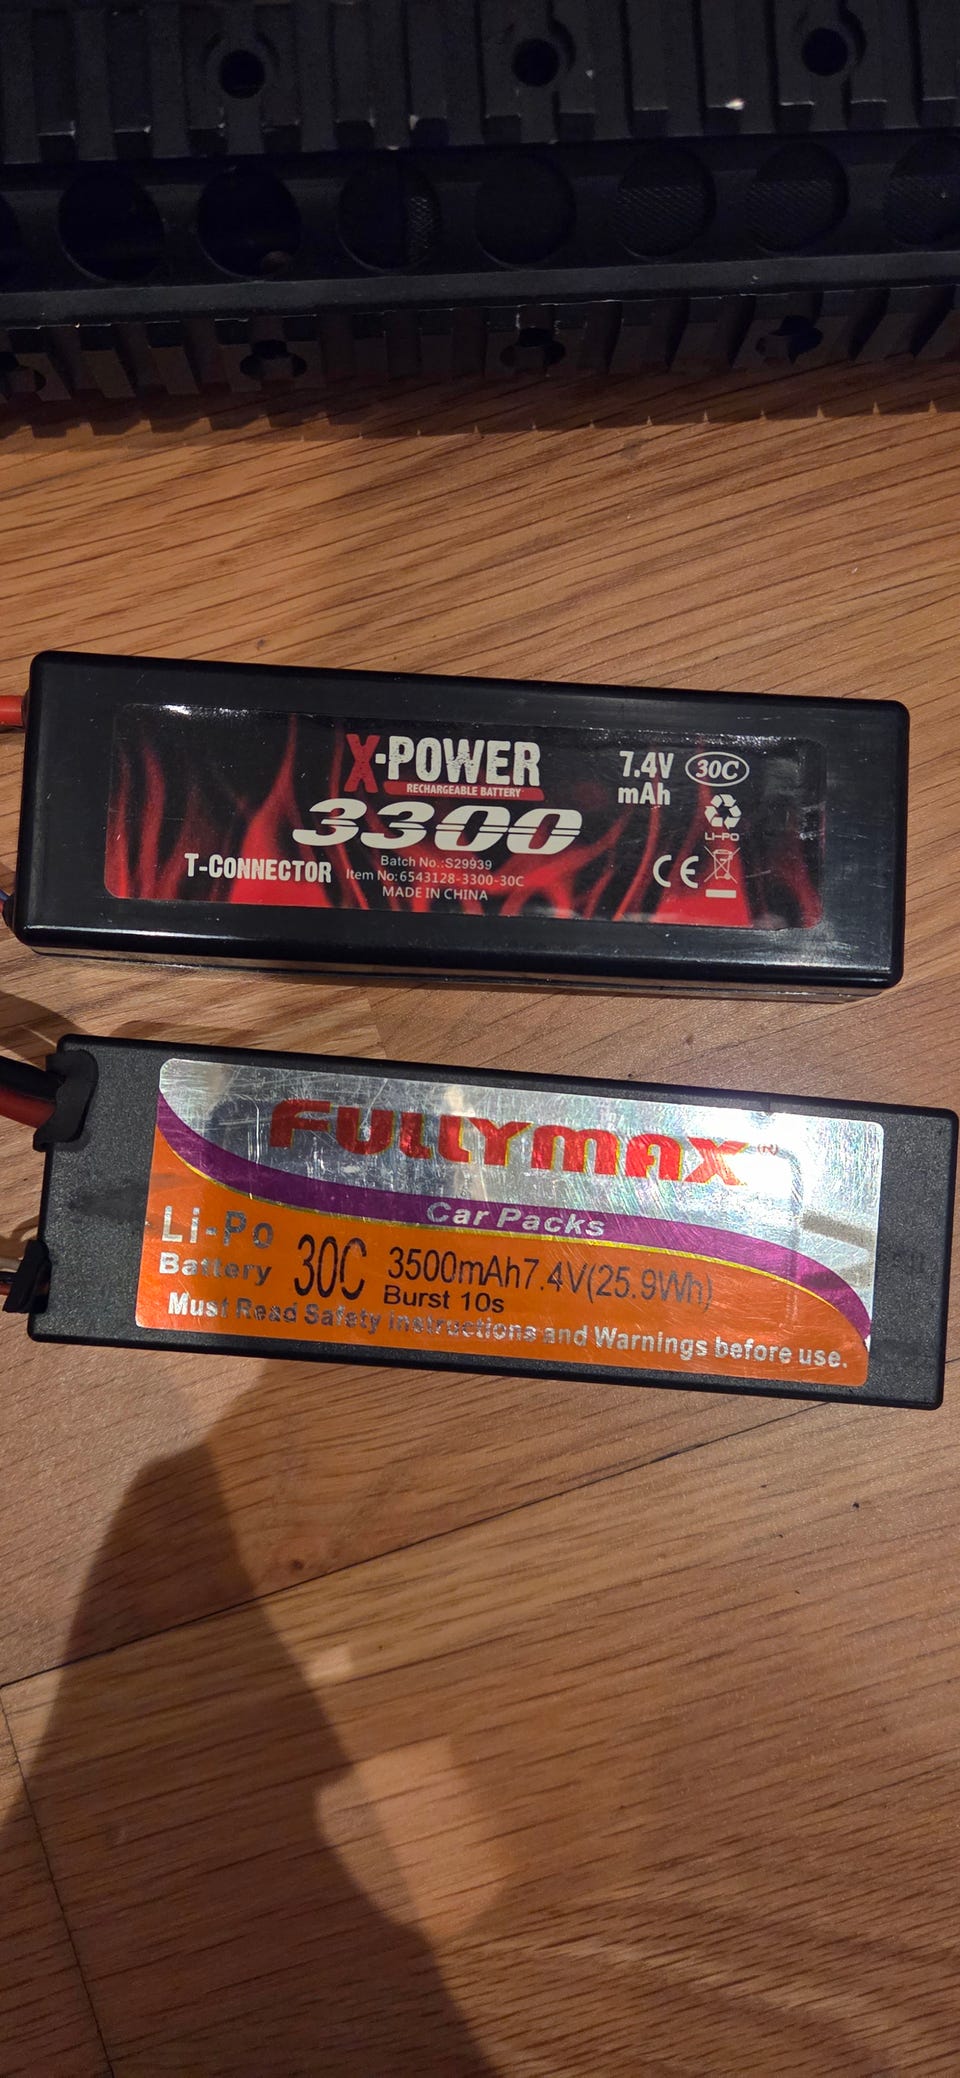 X-POWER
RECHARGEABLE BATTERY
3300
7.4V 30C
mAh
LI-PO
T-CONNECTOR
Batch No.:S29939
Item No:6543128-3300-30C
MADE IN CHINA
CE
FULLYMAX®
Car Packs
Li-Po
Battery
30C
3500mAh7.4V(25.9Wh)
Burst 10s
Must Read Safety Instructions and Warnings before use.